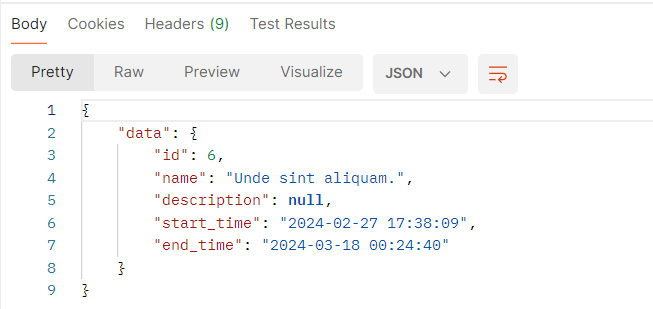 Body Cookies Headers (9) Test Results
Pretty Raw Preview Visualize JSON
1 {
2 "data": {
3 "id": 6,
4 "name": "Unde sint aliquam.",
5 "description": null,
6 "start_time": "2024-02-27 17:38:09",
7 "end_time": "2024-03-18 00:24:40"
8 }
9 }